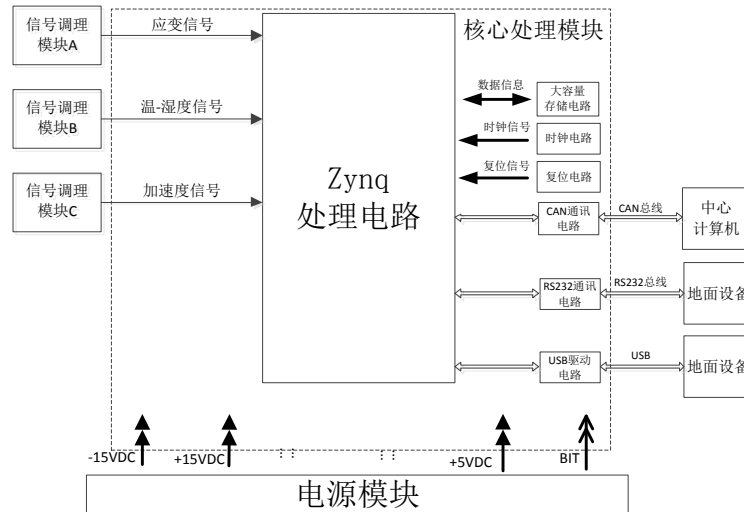 核心处理模块
信号调理
模块A
应变信号
信号调理
模块B
温-湿度信号
信号调理
模块C
加速度信号
Zynq
处理电路
数据信息
大容量
存储电路
时钟信号
时钟电路
复位信号
复位电路
CAN通讯
电路
CAN总线
中心
计算机
RS232通讯
电路
RS232总线
地面设备
USB驱动
电路
USB
地面设备
-15VDC
+15VDC
+5VDC
BIT
电源模块